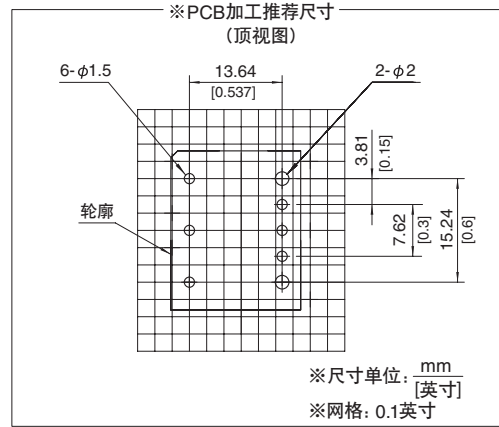 ※PCB加工推荐尺寸
(顶视图)
6-φ1.5
13.64
[0.537]
2-φ2
3.81
[0.15]
轮廓
7.62
[0.3]
15.24
[0.6]
※尺寸单位: mm
[英寸]
※网格: 0.1英寸